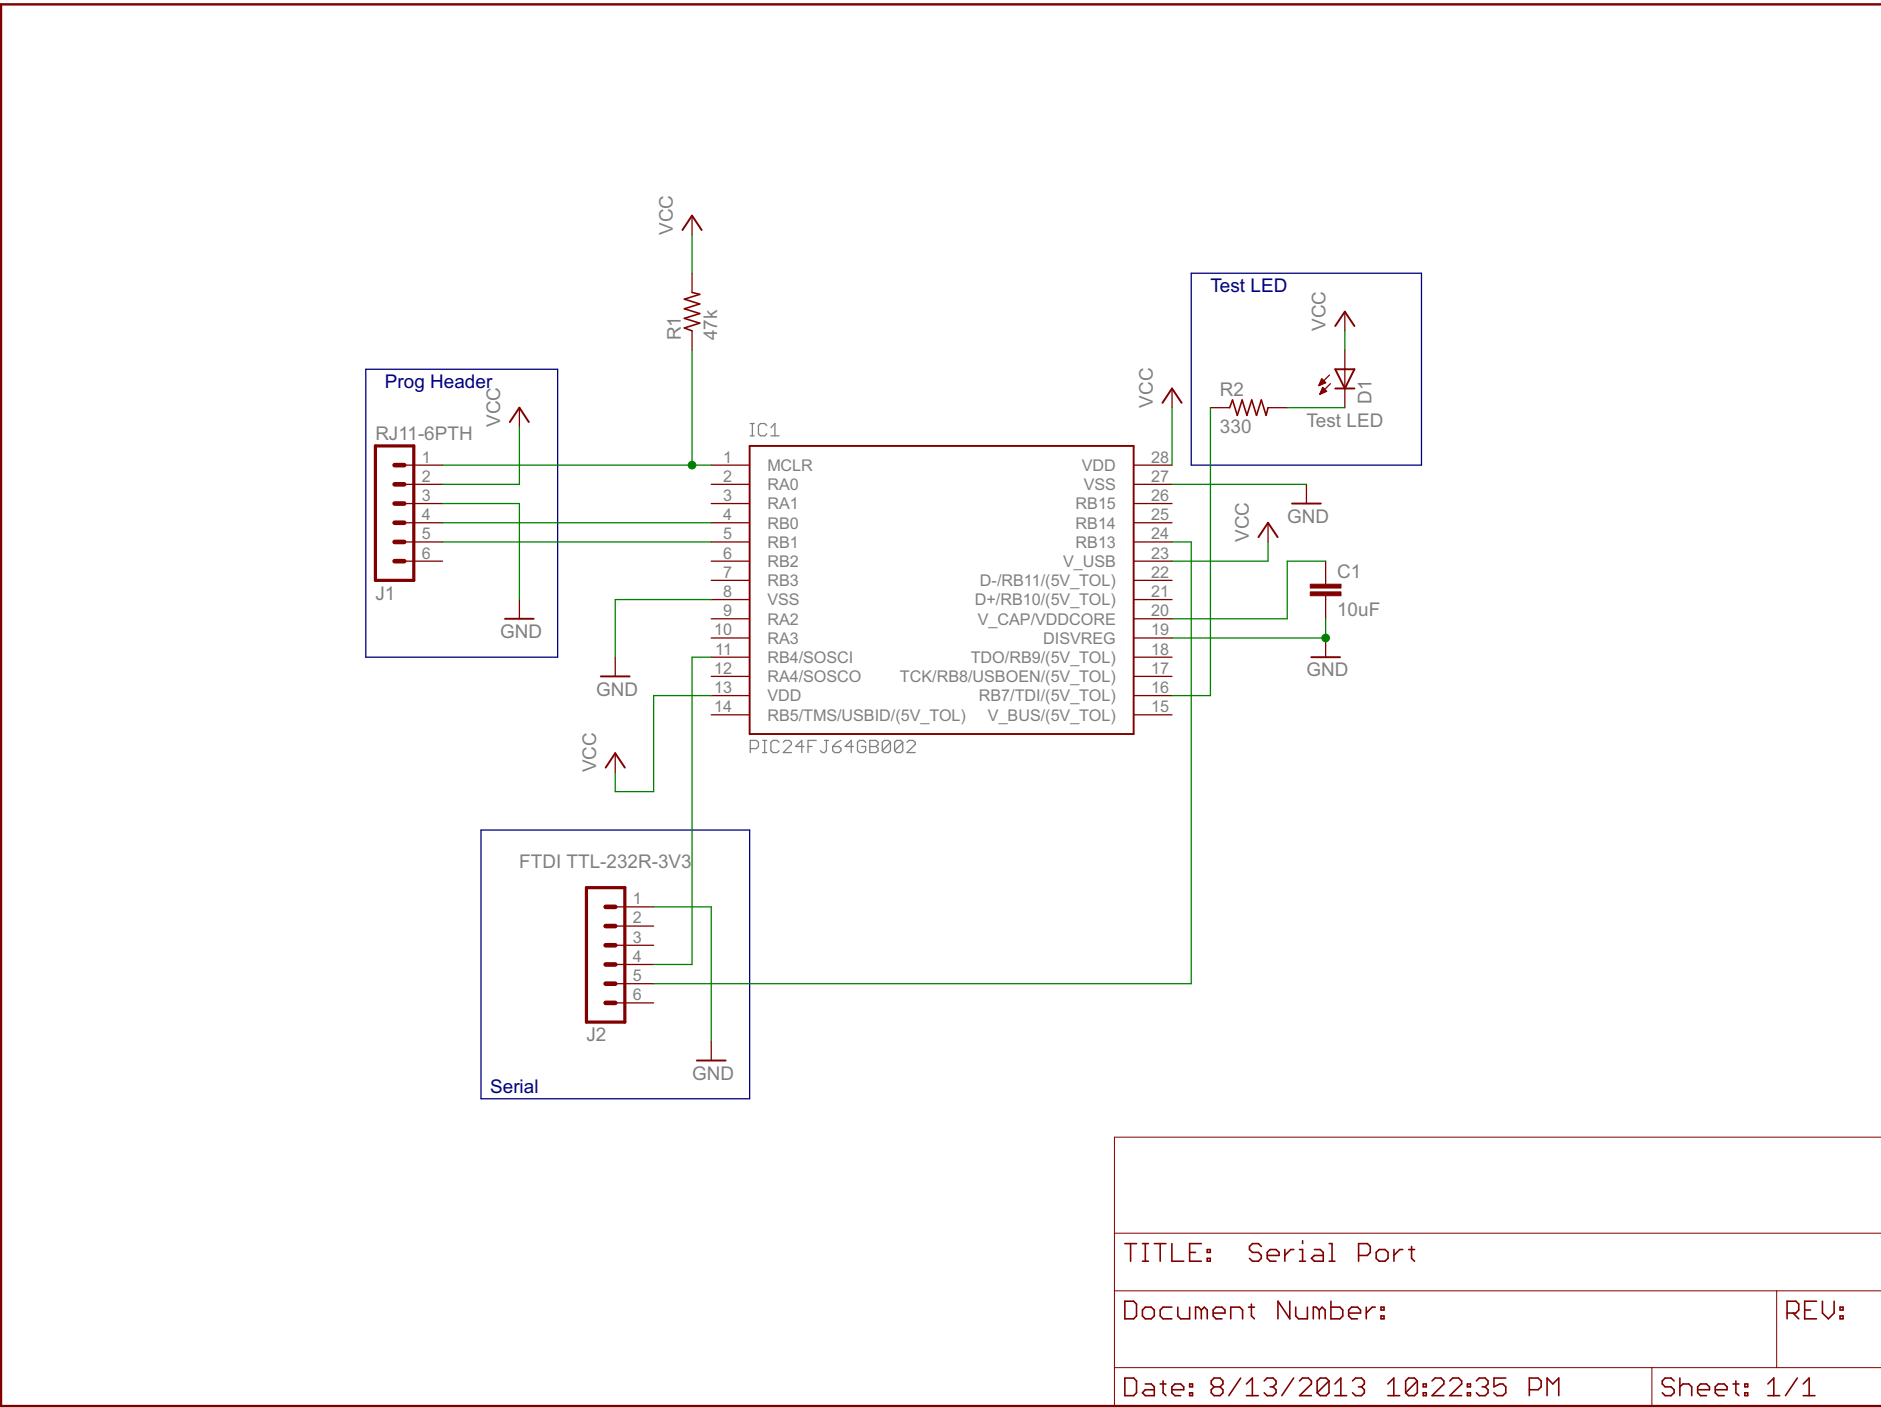 VCC
R1
47k
Test LED
VCC
D1
R2
330
Test LED
Prog Header
VCC
RJ11-6PTH
1
2
3
4
5
6
J1
GND
VCC
IC1
1 MCLR
2 RA0
3 RA1
4 RB0
5 RB1
6 RB2
7 RB3
8 VSS
9 RA2
10 RA3
11 RB4/SOSCI
12 RA4/SOSCO
13 VDD
14 RB5/TMS/USBID/(5V_TOL)
VDD 28
VSS 27
RB15 26
RB14 25
RB13 24
V_USB 23
D-/RB11/(5V_TOL) 22
D+/RB10/(5V_TOL) 21
V_CAP/VDDCORE 20
DISVREG 19
TDO/RB9/(5V_TOL) 18
TCK/RB8/USBOEN/(5V_TOL) 17
RB7/TDI/(5V_TOL) 16
V_BUS/(5V_TOL) 15
PIC24FJ64GB002
GND
VCC
C1
10uF
GND
GND
VCC
FTDI TTL-232R-3V3
1
2
3
4
5
6
J2
GND
Serial
TITLE: Serial Port
Document Number:
REV:
Date: 8/13/2013 10:22:35 PM
Sheet: 1/1